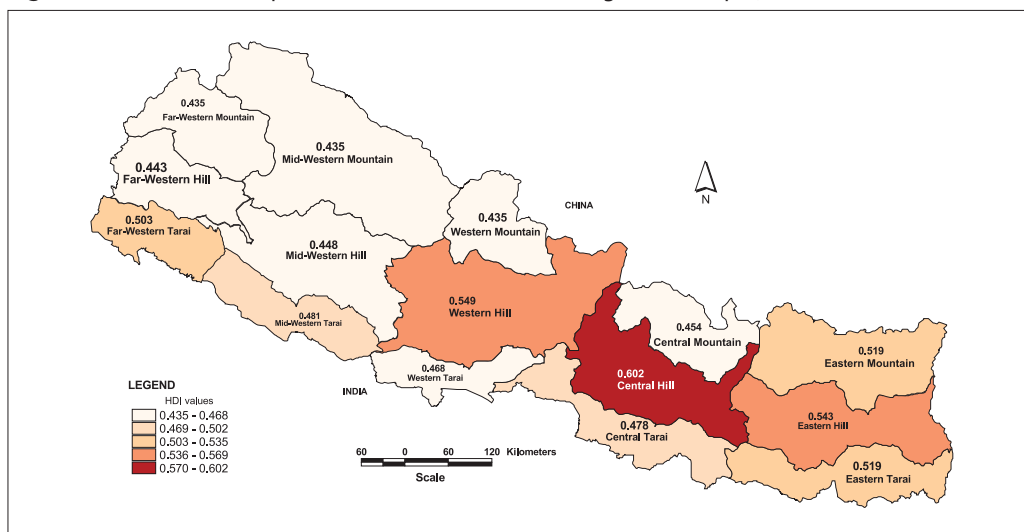 0.435
Far-Western Mountain
0.435
Mid-Western Mountain
0.443
Far-Western Hill
0.503
Far-Western Tarai
0.448
Mid-Western Hill
0.435
Western Mountain
CHINA
N
0.481
Mid-Western Tarai
0.549
Western Hill
0.468
Western Tarai
INDIA
0.454
Central Mountain
0.602
Central Hill
0.478
Central Tarai
0.519
Eastern Mountain
0.543
Eastern Hill
0.519
Eastern Tarai
LEGEND
HDI values
0.435 - 0.468
0.469 - 0.502
0.503 - 0.535
0.536 - 0.569
0.570 - 0.602
60 0 60 120 Kilometers
Scale